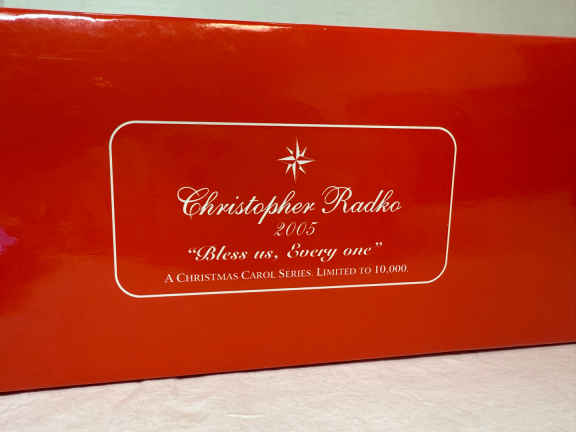 Christopher Radko
2005
“Bless us, Every one”
A CHRISTMAS CAROL SERIES. LIMITED TO 10,000.